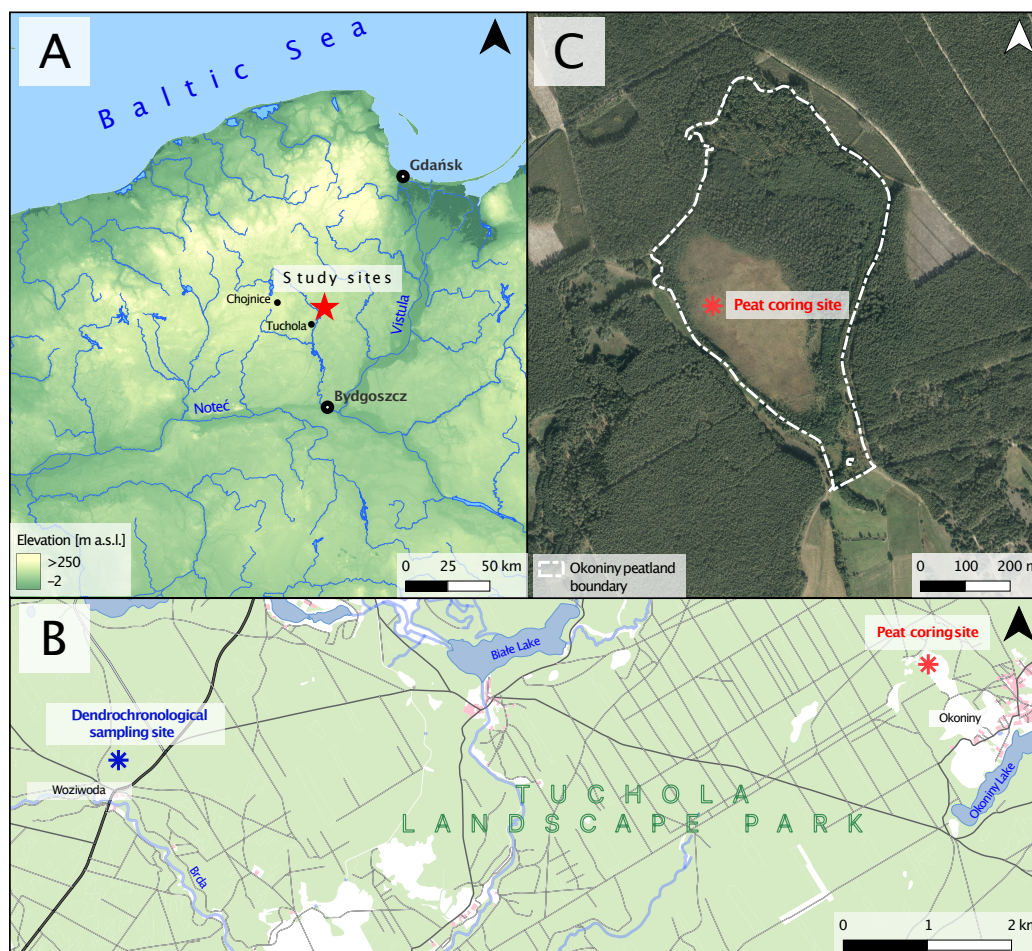 A
Baltic Sea
Gdańsk
Study sites
Chojnice
Tuchola
Vistula
Bydgoszcz
Noteć
Elevation [m a.s.l.]
>250
–2
0 25 50 km
C
Peat coring site
Okoniny peatland
boundary
0 100 200 m
B
Białe Lake
Peat coring site
Dendrochronological
sampling site
Okoniny
Woziwoda
Okoniny Lake
TUCHOLA
LANDSCAPE PARK
Brda
0 1 2 km